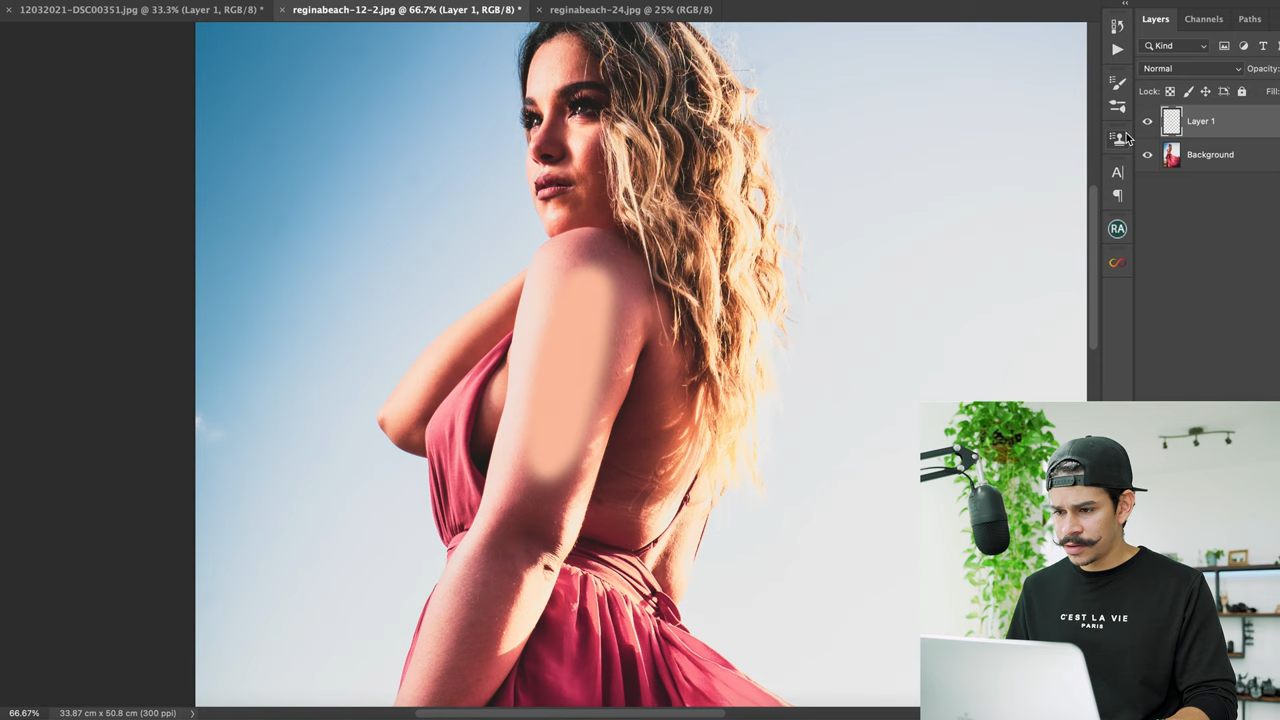 × 12032021-DSC00351.jpg @ 33.3% (Layer 1, RGB/8) *
× reginabeach-12-2.jpg @ 66.7% (Layer 1, RGB/8) *
× reginabeach-24.jpg @ 25% (RGB/8)
Layers Channels Paths
Kind
Normal Opacity:
Lock: Fill:
Layer 1
Background
A
RA
C'EST LA VIE
PARIS
66.67% 33.87 cm x 50.8 cm (300 ppi)